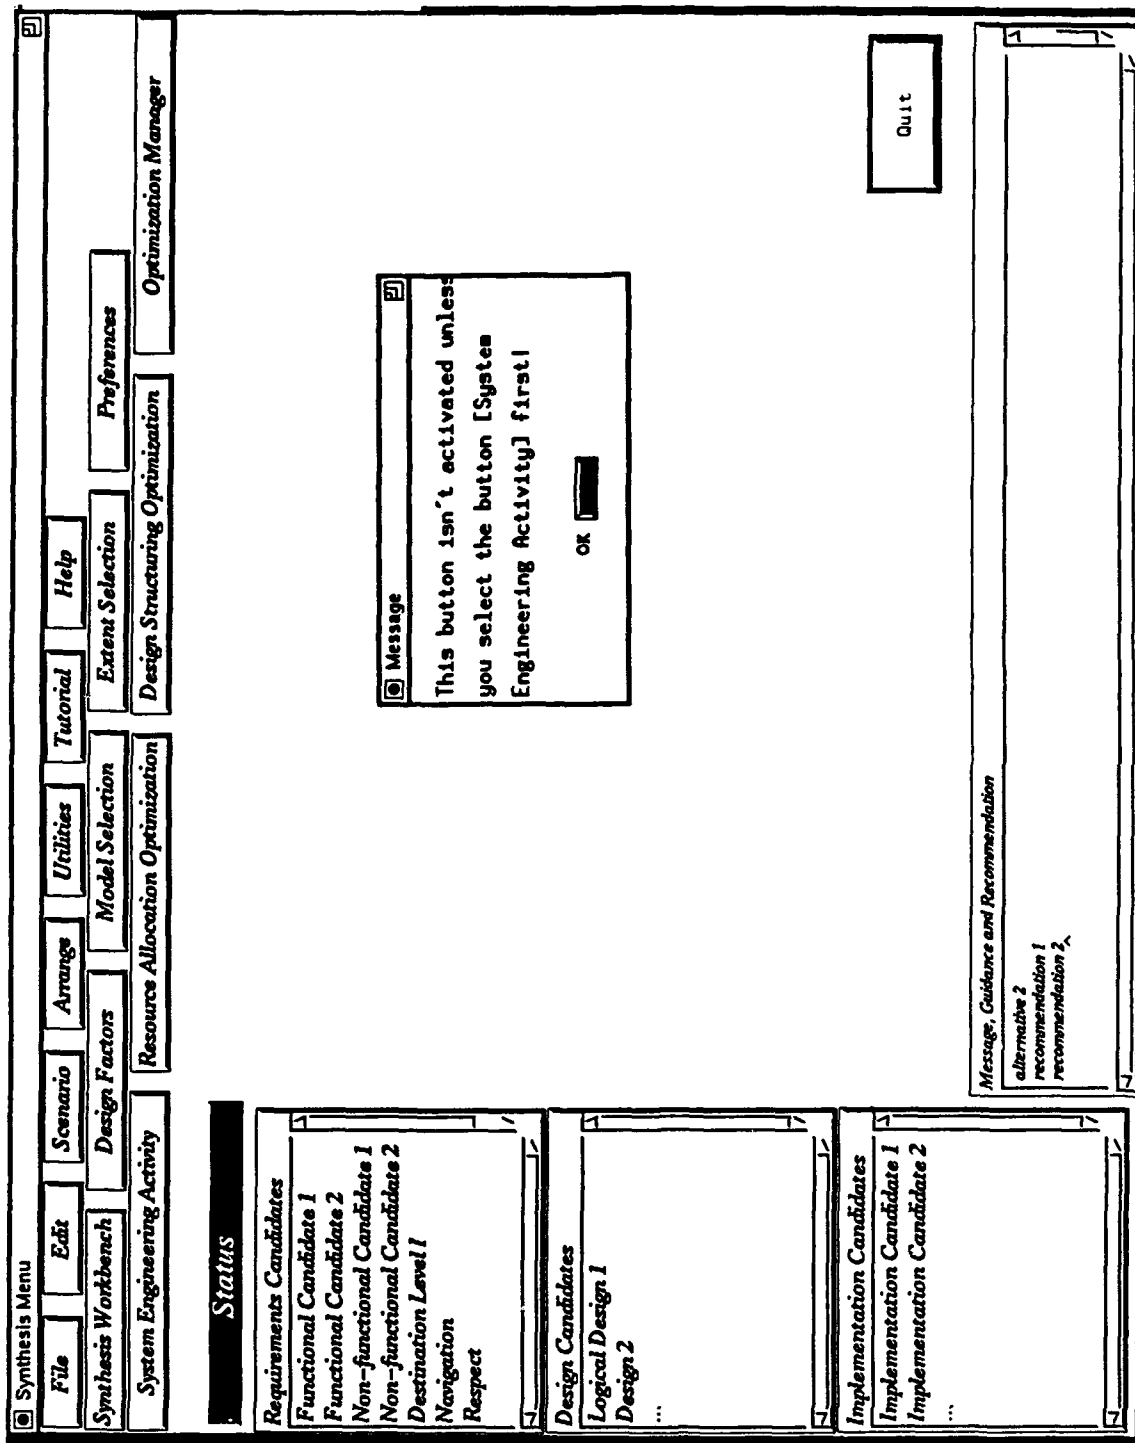 Synthesis Menu
File Edit Scenario Arrange Utilities Tutorial Help
Synthesis Workbench Design Factors Model Selection Extent Selection Preferences
System Engineering Activity Resource Allocation Optimization Design Structuring Optimization Optimization Manager
Status
Requirements Candidates
Functional Candidate 1
Functional Candidate 2
Non-functional Candidate 1
Non-functional Candidate 2
Destination Level 1
Navigation
Respect
Design Candidates
Logical Design 1
Design 2
...
Implementation Candidates
Implementation Candidate 1
Implementation Candidate 2
...
Message
This button isn't activated unless
you select the button [System
Engineering Activity] first!
OK
Quit
Message, Guidance and Recommendation
alternative 2
recommendation 1
recommendation 2